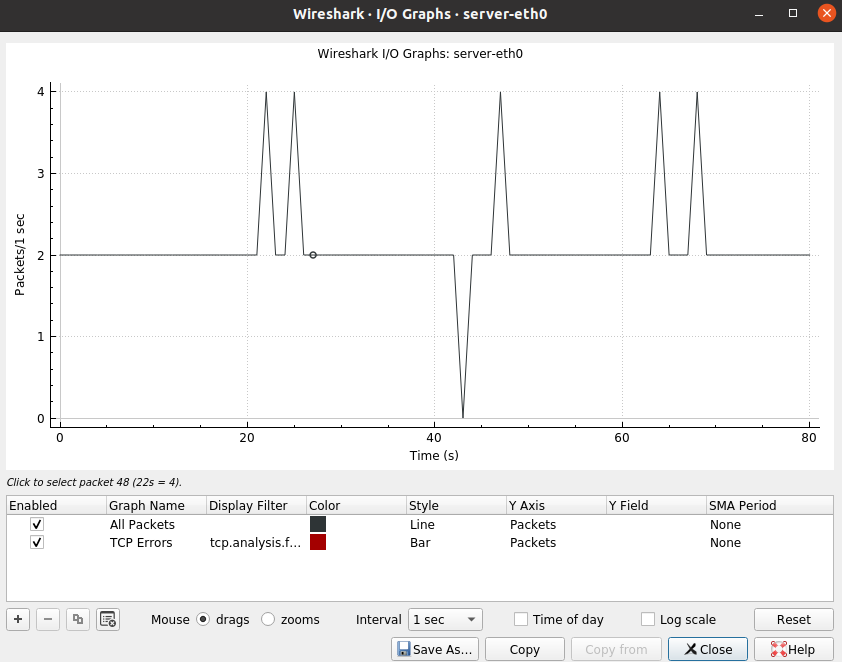 Wireshark · I/O Graphs · server-eth0
Wireshark I/O Graphs: server-eth0
4
3
2
1
0
Packets/1 sec
0 20 40 60 80
Time (s)
Click to select packet 48 (22s = 4).
Enabled Graph Name Display Filter Color Style Y Axis Y Field SMA Period
All Packets Line Packets None
TCP Errors tcp.analysis.f... Bar Packets None
Mouse drags zooms Interval 1 sec Time of day Log scale Reset
Save As... Copy Copy from Close Help